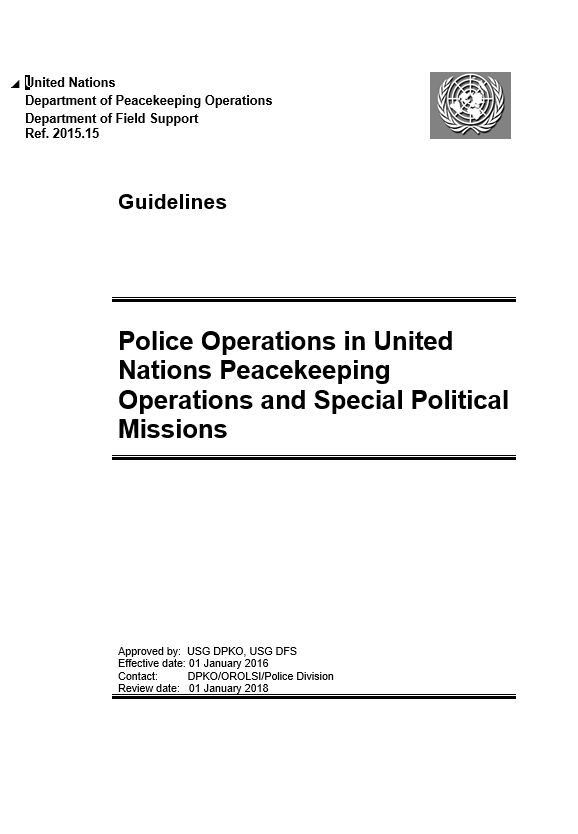 United Nations
Department of Peacekeeping Operations
Department of Field Support
Ref. 2015.15
Guidelines
Police Operations in United
Nations Peacekeeping
Operations and Special Political
Missions
Approved by: USG DPKO, USG DFS
Effective date: 01 January 2016
Contact: DPKO/OROLSI/Police Division
Review date: 01 January 2018